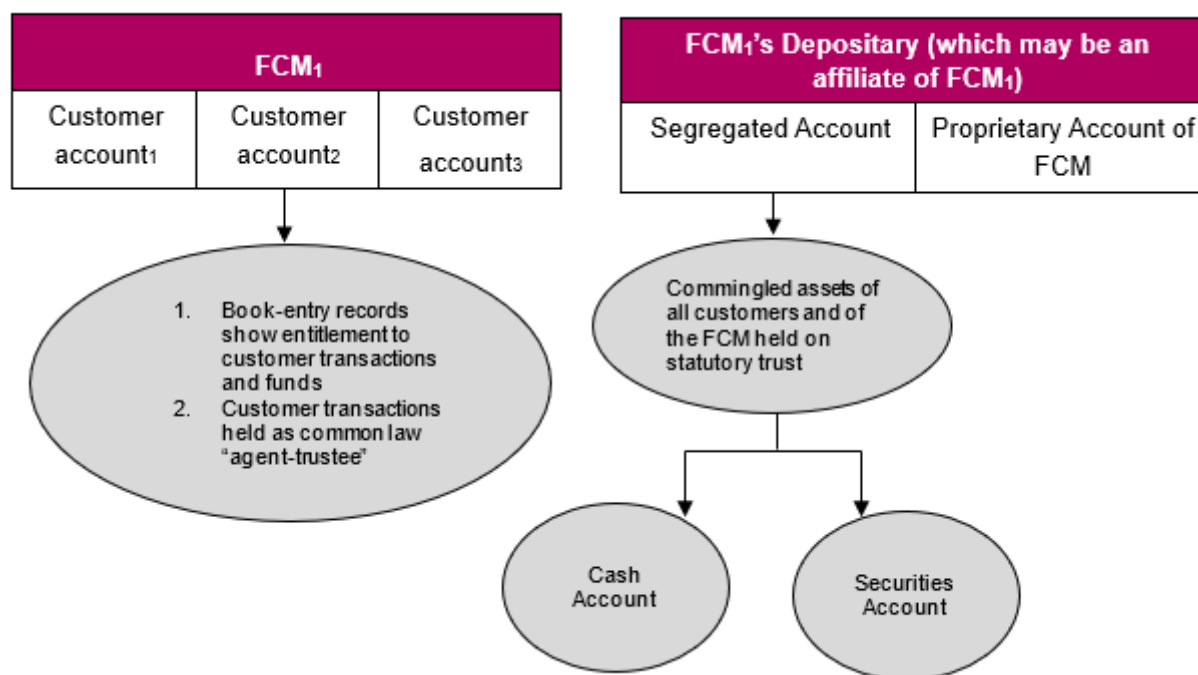 FCM₁
Customer account₁
Customer account₂
Customer account₃
1. Book-entry records
show entitlement to
customer transactions
and funds
2. Customer transactions
held as common law
“agent-trustee”
FCM₁’s Depositary (which may be an
affiliate of FCM₁)
Segregated Account
Proprietary Account of
FCM
Commingled assets of
all customers and of
the FCM held on
statutory trust
Cash
Account
Securities
Account